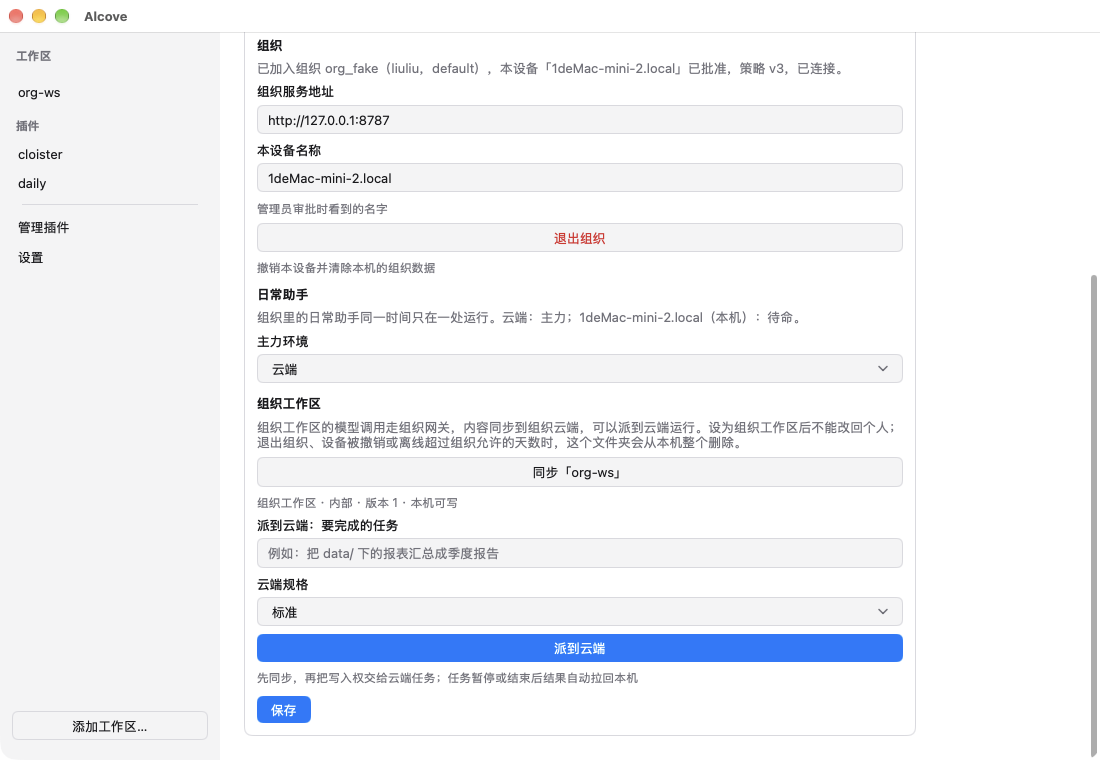 Alcove
工作区
org-ws
插件
cloister
daily
管理插件
设置
添加工作区...
组织
已加入组织 org_fake（liuliu，default），本设备「1deMac-mini-2.local」已批准，策略 v3，已连接。
组织服务地址
http://127.0.0.1:8787
本设备名称
1deMac-mini-2.local
管理员审批时看到的名字
退出组织
撤销本设备并清除本机的组织数据
日常助手
组织里的日常助手同一时间只在一处运行。云端：主力；1deMac-mini-2.local（本机）：待命。
主力环境
云端
组织工作区
组织工作区的模型调用走组织网关，内容同步到组织云端，可以派到云端运行。设为组织工作区后不能改回个人；
退出组织、设备被撤销或离线超过组织允许的天数时，这个文件夹会从本机整个删除。
同步「org-ws」
组织工作区 · 内部 · 版本 1 · 本机可写
派到云端：要完成的任务
例如：把 data/ 下的报表汇总成季度报告
云端规格
标准
派到云端
先同步，再把写入权交给云端任务；任务暂停或结束后结果自动拉回本机
保存